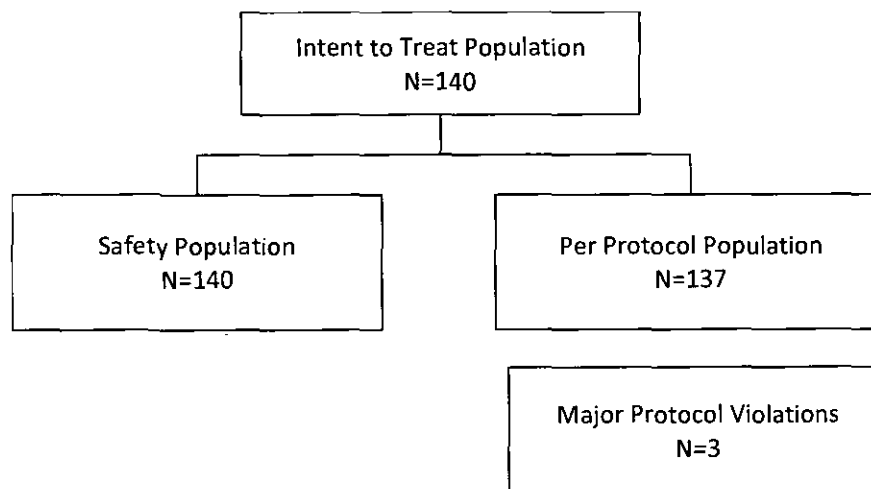 Intent to Treat Population
N=140
Safety Population
N=140
Per Protocol Population
N=137
Major Protocol Violations
N=3